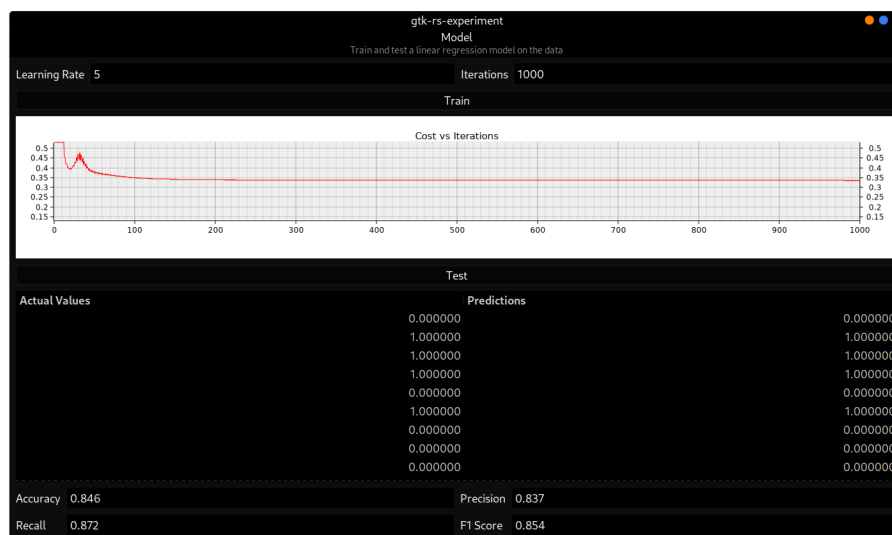 gtk-rs-experiment
Model
Train and test a linear regression model on the data
Learning Rate 5 Iterations 1000
Train
Cost vs Iterations
0.5 0.5
0.45 0.45
0.4 0.4
0.35 0.35
0.3 0.3
0.25 0.25
0.2 0.2
0.15 0.15
0 100 200 300 400 500 600 700 800 900 1000
Test
Actual Values Predictions
0.000000 0.000000
1.000000 1.000000
1.000000 1.000000
1.000000 1.000000
0.000000 0.000000
1.000000 1.000000
0.000000 0.000000
0.000000 0.000000
0.000000 0.000000
Accuracy 0.846 Precision 0.837
Recall 0.872 F1 Score 0.854